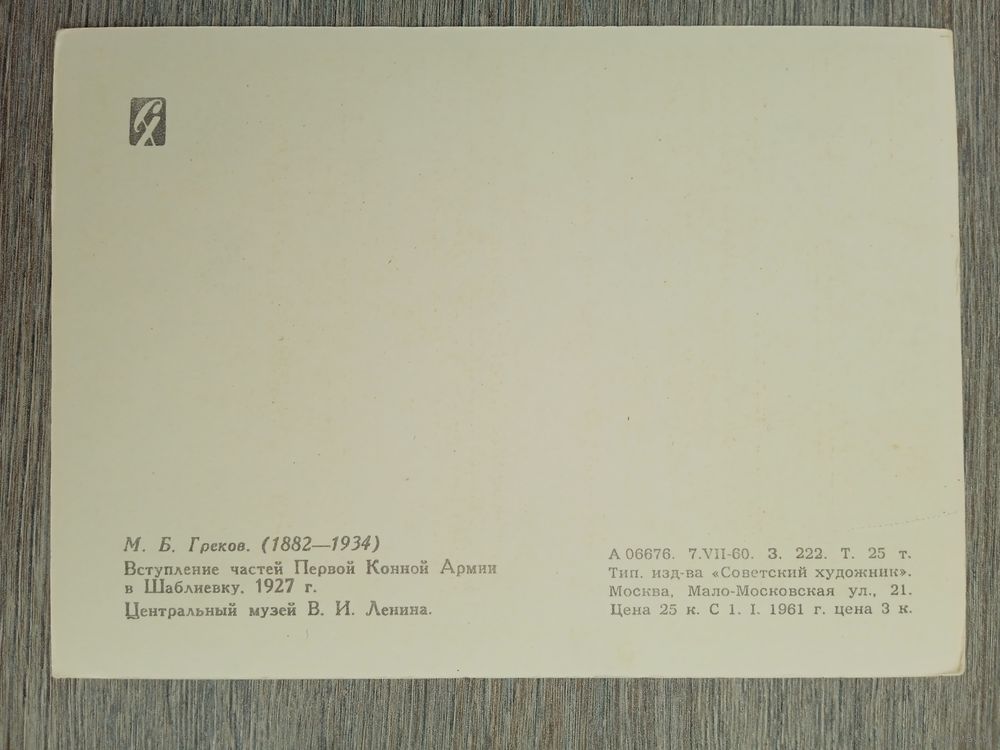 СХ
М. Б. Греков. (1882—1934)
Вступление частей Первой Конной Армии
в Шаблиевку. 1927 г.
Центральный музей В. И. Ленина.
А 06676. 7.VII-60. З. 222. Т. 25 т.
Тип. изд-ва «Советский художник».
Москва, Мало-Московская ул., 21.
Цена 25 к. С 1. I. 1961 г. цена 3 к.